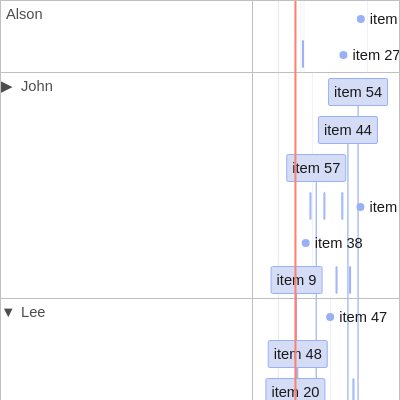 Alson
item
item 27
▶ John
item 54
item 44
item 57
item
item 38
item 9
▼ Lee
item 47
item 48
item 20